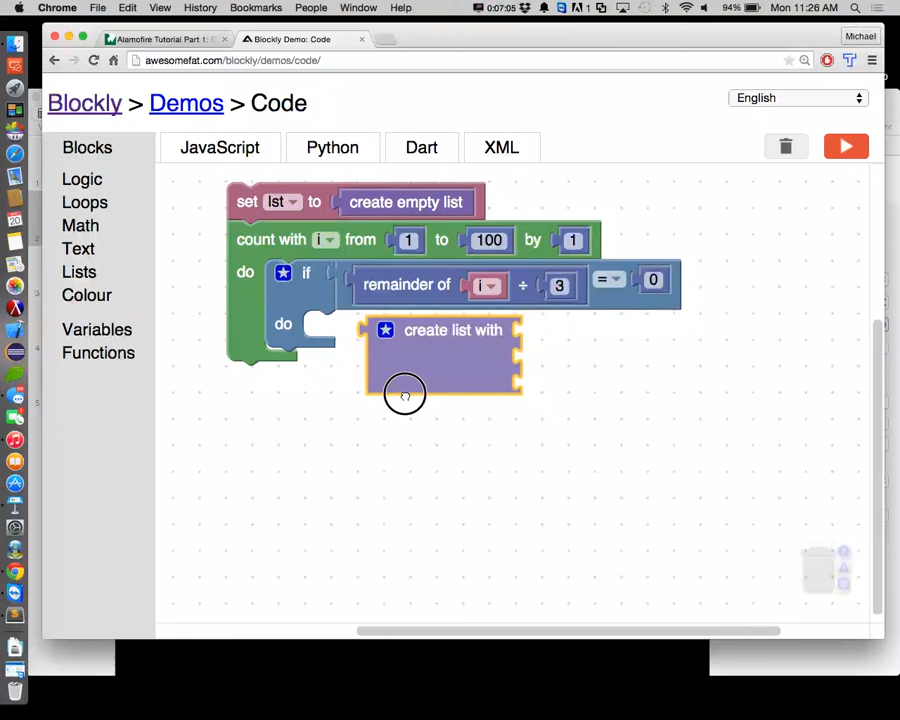 Chrome File Edit View History Bookmarks People Window Help 0:07:05 1 94% Mon 11:26 AM
Alamofire Tutorial Part 1: Blockly Demo: Code Michael
awesomefat.com/blockly/demos/code/
Blockly > Demos > Code
English
Blocks JavaScript Python Dart XML
Logic
Loops
Math
Text
Lists
Colour
Variables
Functions
set lst to create empty list
count with i from 1 to 100 by 1
do if remainder of i ÷ 3 = 0
do
create list with